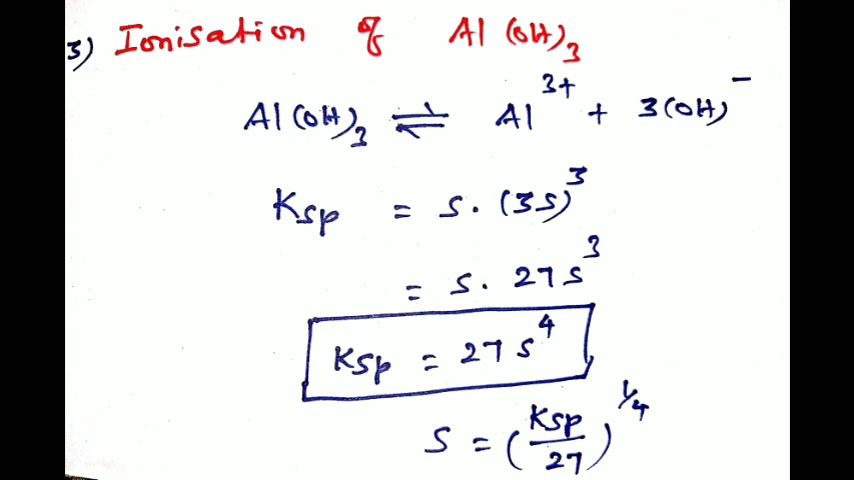 3) Ionisation of Al(OH)₃
Al(OH)₃ ⇌ Al³⁺ + 3(OH)⁻
Ksp = S.(3S)³
= S. 27S³
Ksp = 27S⁴
S = (Ksp/27)^1/4